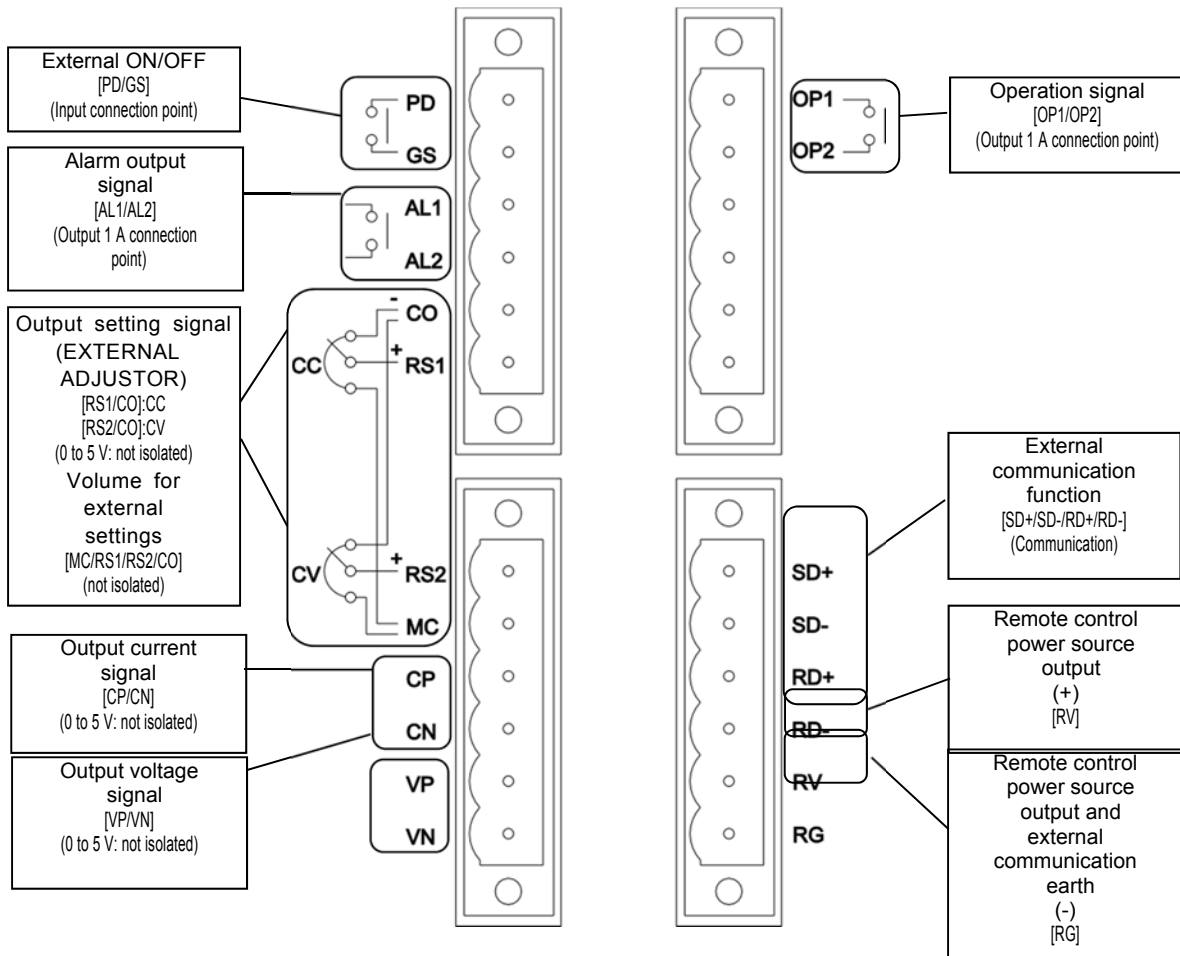 External ON/OFF
[PD/GS]
(Input connection point)
Alarm output
signal
[AL1/AL2]
(Output 1 A connection
point)
Output setting signal
(EXTERNAL
ADJUSTOR)
[RS1/CO]:CC
[RS2/CO]:CV
(0 to 5 V: not isolated)
Volume for
external
settings
[MC/RS1/RS2/CO]
(not isolated)
Output current
signal
[CP/CN]
(0 to 5 V: not isolated)
Output voltage
signal
[VP/VN]
(0 to 5 V: not isolated)
PD
GS
AL1
AL2
-
CO
+
CC
RS1
+
CV
RS2
MC
CP
CN
VP
VN
OP1
OP2
SD+
SD-
RD+
RD-
RV
RG
Operation signal
[OP1/OP2]
(Output 1 A connection point)
External
communication
function
[SD+/SD-/RD+/RD-]
(Communication)
Remote control
power source
output
(+)
[RV]
Remote control
power source
output and
external
communication
earth
(-)
[RG]